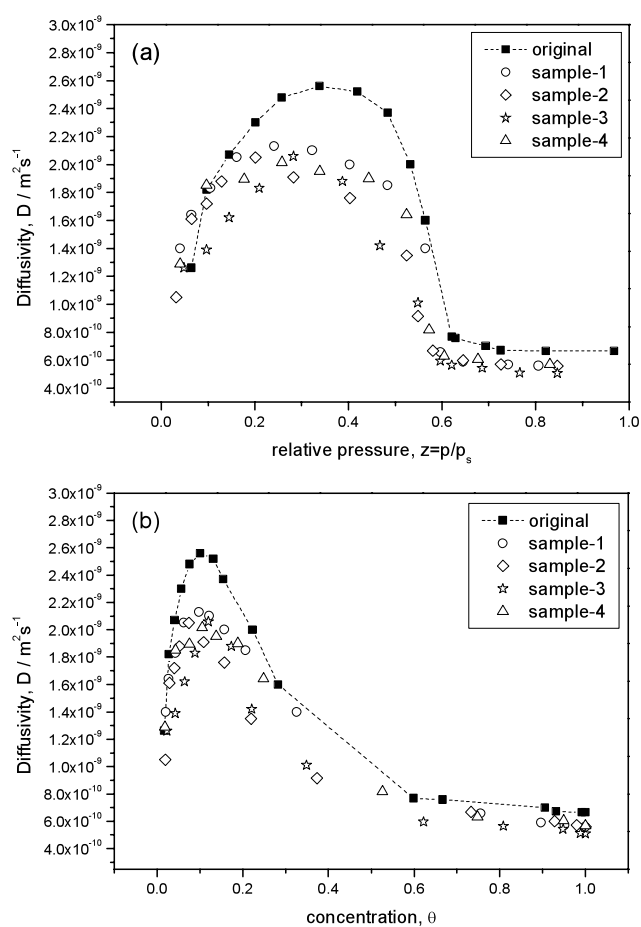 (a)
original
sample-1
sample-2
sample-3
sample-4
3.0x10⁻⁹
2.8x10⁻⁹
2.6x10⁻⁹
2.4x10⁻⁹
2.2x10⁻⁹
2.0x10⁻⁹
1.8x10⁻⁹
1.6x10⁻⁹
1.4x10⁻⁹
1.2x10⁻⁹
1.0x10⁻⁹
8.0x10⁻¹⁰
6.0x10⁻¹⁰
4.0x10⁻¹⁰
Diffusivity, D / m²s⁻¹
0.0 0.2 0.4 0.6 0.8 1.0
relative pressure, z=p/pₛ
(b)
original
sample-1
sample-2
sample-3
sample-4
3.0x10⁻⁹
2.8x10⁻⁹
2.6x10⁻⁹
2.4x10⁻⁹
2.2x10⁻⁹
2.0x10⁻⁹
1.8x10⁻⁹
1.6x10⁻⁹
1.4x10⁻⁹
1.2x10⁻⁹
1.0x10⁻⁹
8.0x10⁻¹⁰
6.0x10⁻¹⁰
4.0x10⁻¹⁰
Diffusivity, D / m²s⁻¹
0.0 0.2 0.4 0.6 0.8 1.0
concentration, θ